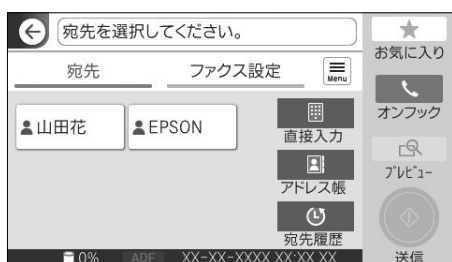 宛先を選択してください。
お気に入り
宛先
ファクス設定
Menu
オンフック
山田花
EPSON
直接入力
アドレス帳
プレビュー
宛先履歴
送信
0%
ADF
XX-XX-XXXX XX:XX XX